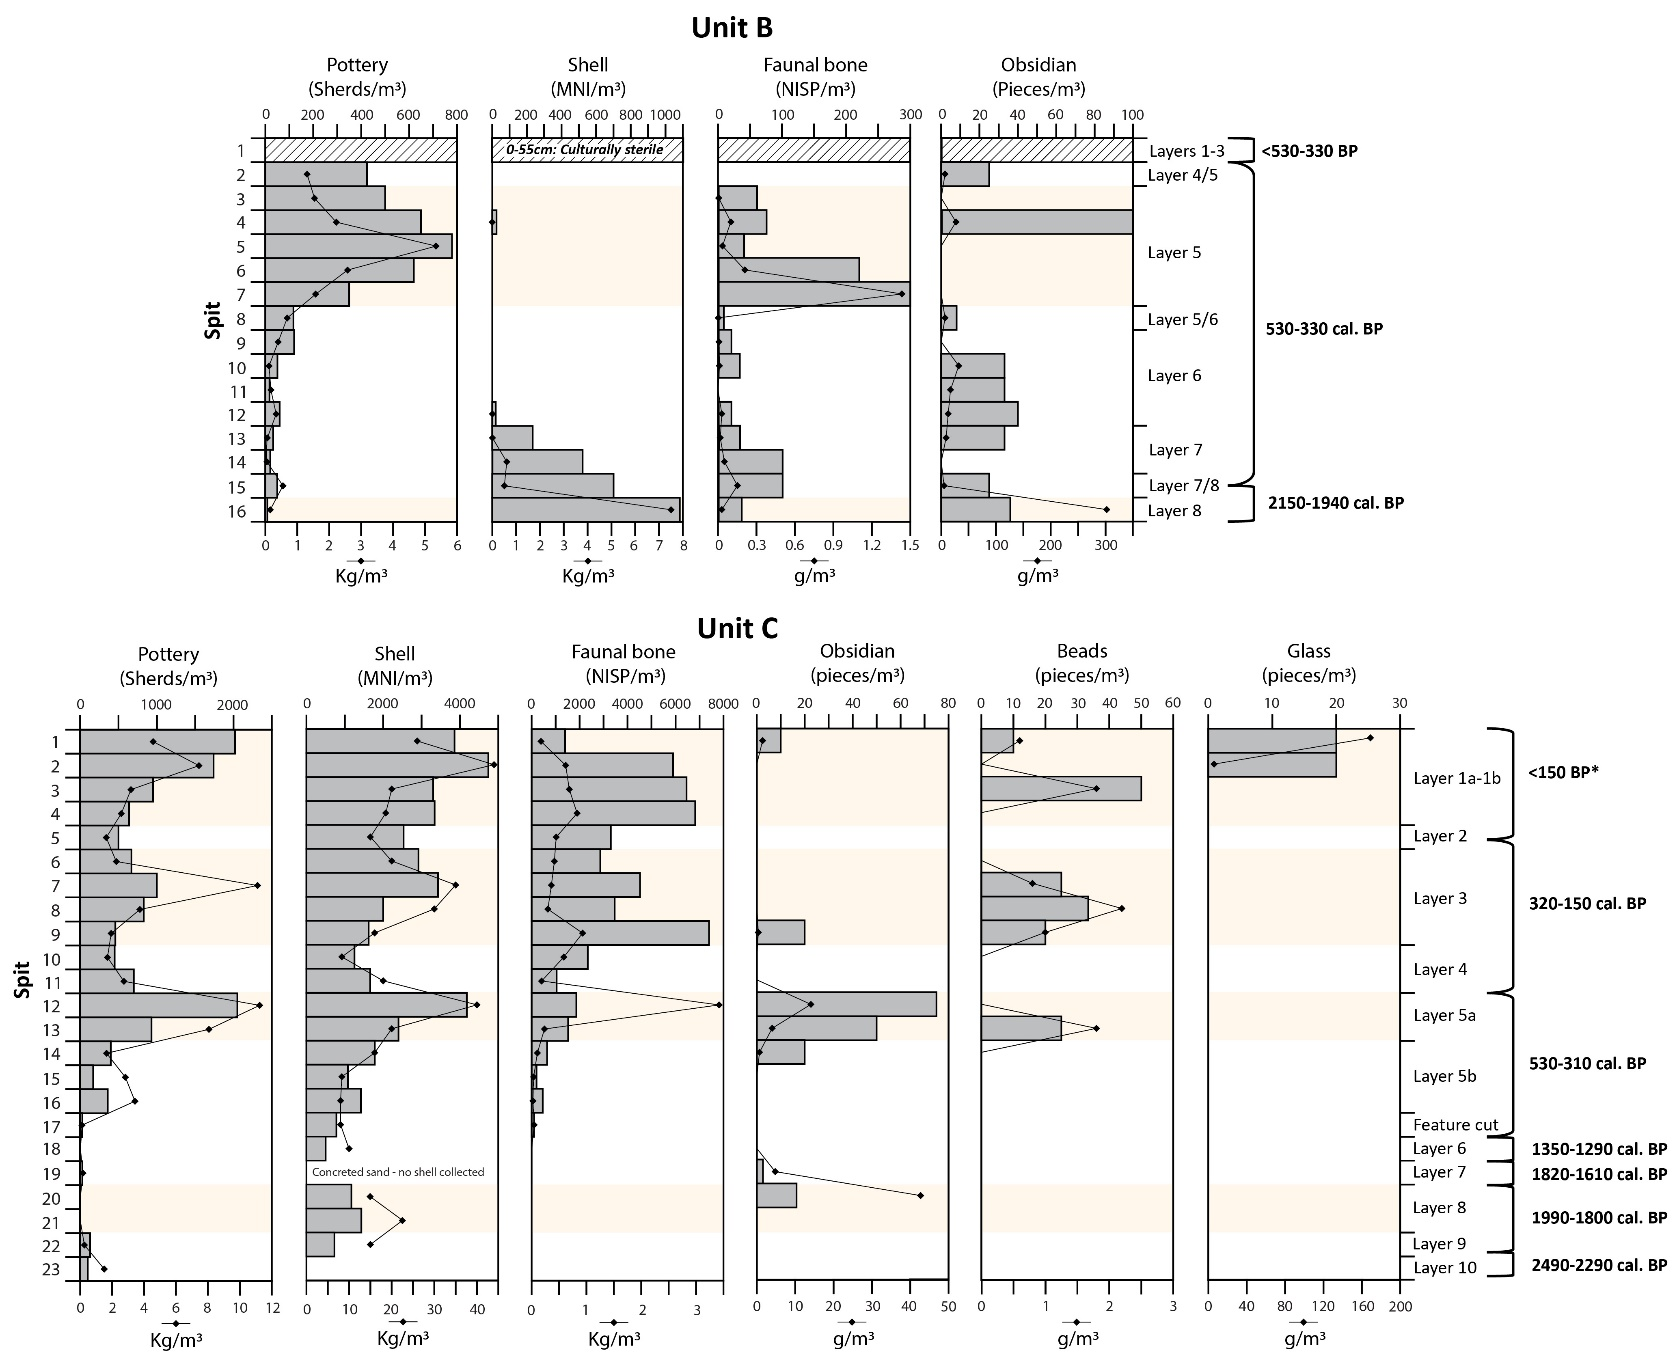 Unit B
Pottery Shell Faunal bone Obsidian
(Sherds/m³) (MNI/m³) (NISP/m³) (Pieces/m³)
0 200 400 600 800 0 200 400 600 800 1000 0 100 200 300 0 20 40 60 80 100
Spit
1 0-55cm: Culturally sterile Layers 1-3 <530-330 BP
2 Layer 4/5
3
4
5 Layer 5
6
7
8 Layer 5/6
9 530-330 cal. BP
10 Layer 6
11
12
13
14 Layer 7
15 Layer 7/8
16 Layer 8 2150-1940 cal. BP
0 1 2 3 4 5 6 0 1 2 3 4 5 6 7 8 0 0.3 0.6 0.9 1.2 1.5 0 100 200 300
Kg/m³ Kg/m³ g/m³ g/m³
Unit C
Pottery Shell Faunal bone Obsidian Beads Glass
(Sherds/m³) (MNI/m³) (NISP/m³) (pieces/m³) (pieces/m³) (pieces/m³)
0 1000 2000 0 2000 4000 0 2000 4000 6000 8000 0 20 40 60 80 0 10 20 30 40 50 60 0 10 20 30
Spit
1
2 Layer 1a-1b <150 BP*
3
4
5 Layer 2
6
7
8 Layer 3 320-150 cal. BP
9
10
11 Layer 4
12
13 Layer 5a
14 530-310 cal. BP
15 Layer 5b
16
17 Feature cut
18 Layer 6 1350-1290 cal. BP
19 Concreted sand - no shell collected Layer 7 1820-1610 cal. BP
20 Layer 8
21 1990-1800 cal. BP
22 Layer 9
23 Layer 10 2490-2290 cal. BP
0 2 4 6 8 10 12 0 10 20 30 40 0 1 2 3 0 10 20 30 40 50 0 1 2 3 0 40 80 120 160 200
Kg/m³ Kg/m³ Kg/m³ g/m³ g/m³ g/m³